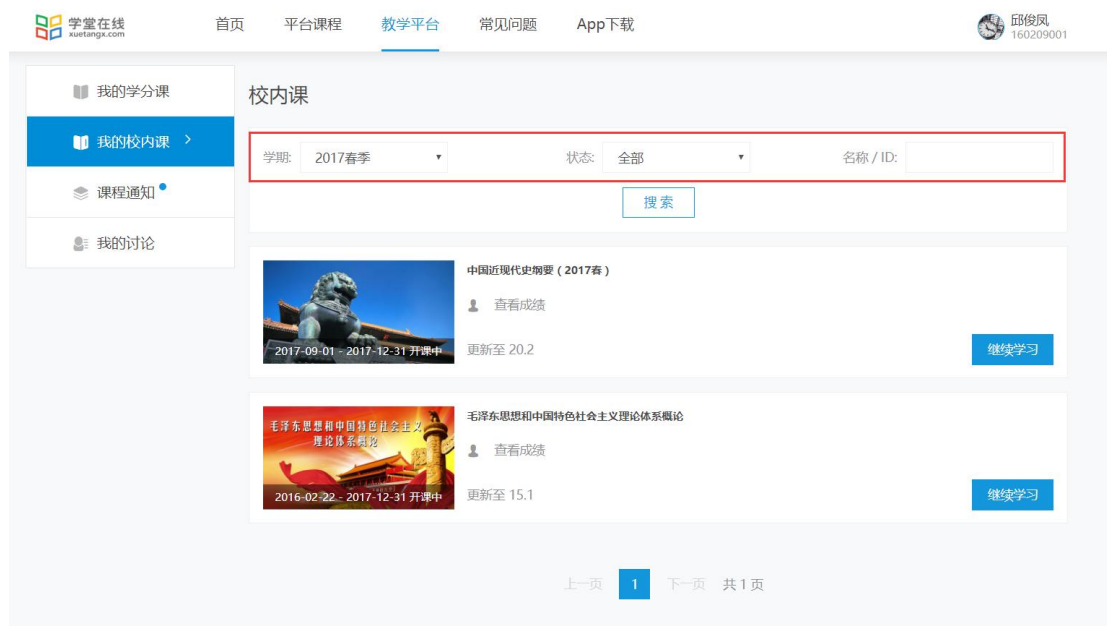 学堂在线
xuetangx.com
首页 平台课程 教学平台 常见问题 App下载
邱俊凤
160209001
我的学分课
我的校内课
课程通知
我的讨论
校内课
学期: 2017春季 状态: 全部 名称 / ID:
搜索
中国近现代史纲要 ( 2017春 )
查看成绩
2017-09-01 - 2017-12-31 开课中
更新至 20.2
继续学习
毛泽东思想和中国特色社会主义
理论体系概论
毛泽东思想和中国特色社会主义理论体系概论
查看成绩
2016-02-22 - 2017-12-31 开课中
更新至 15.1
继续学习
上一页 1 下一页 共 1 页